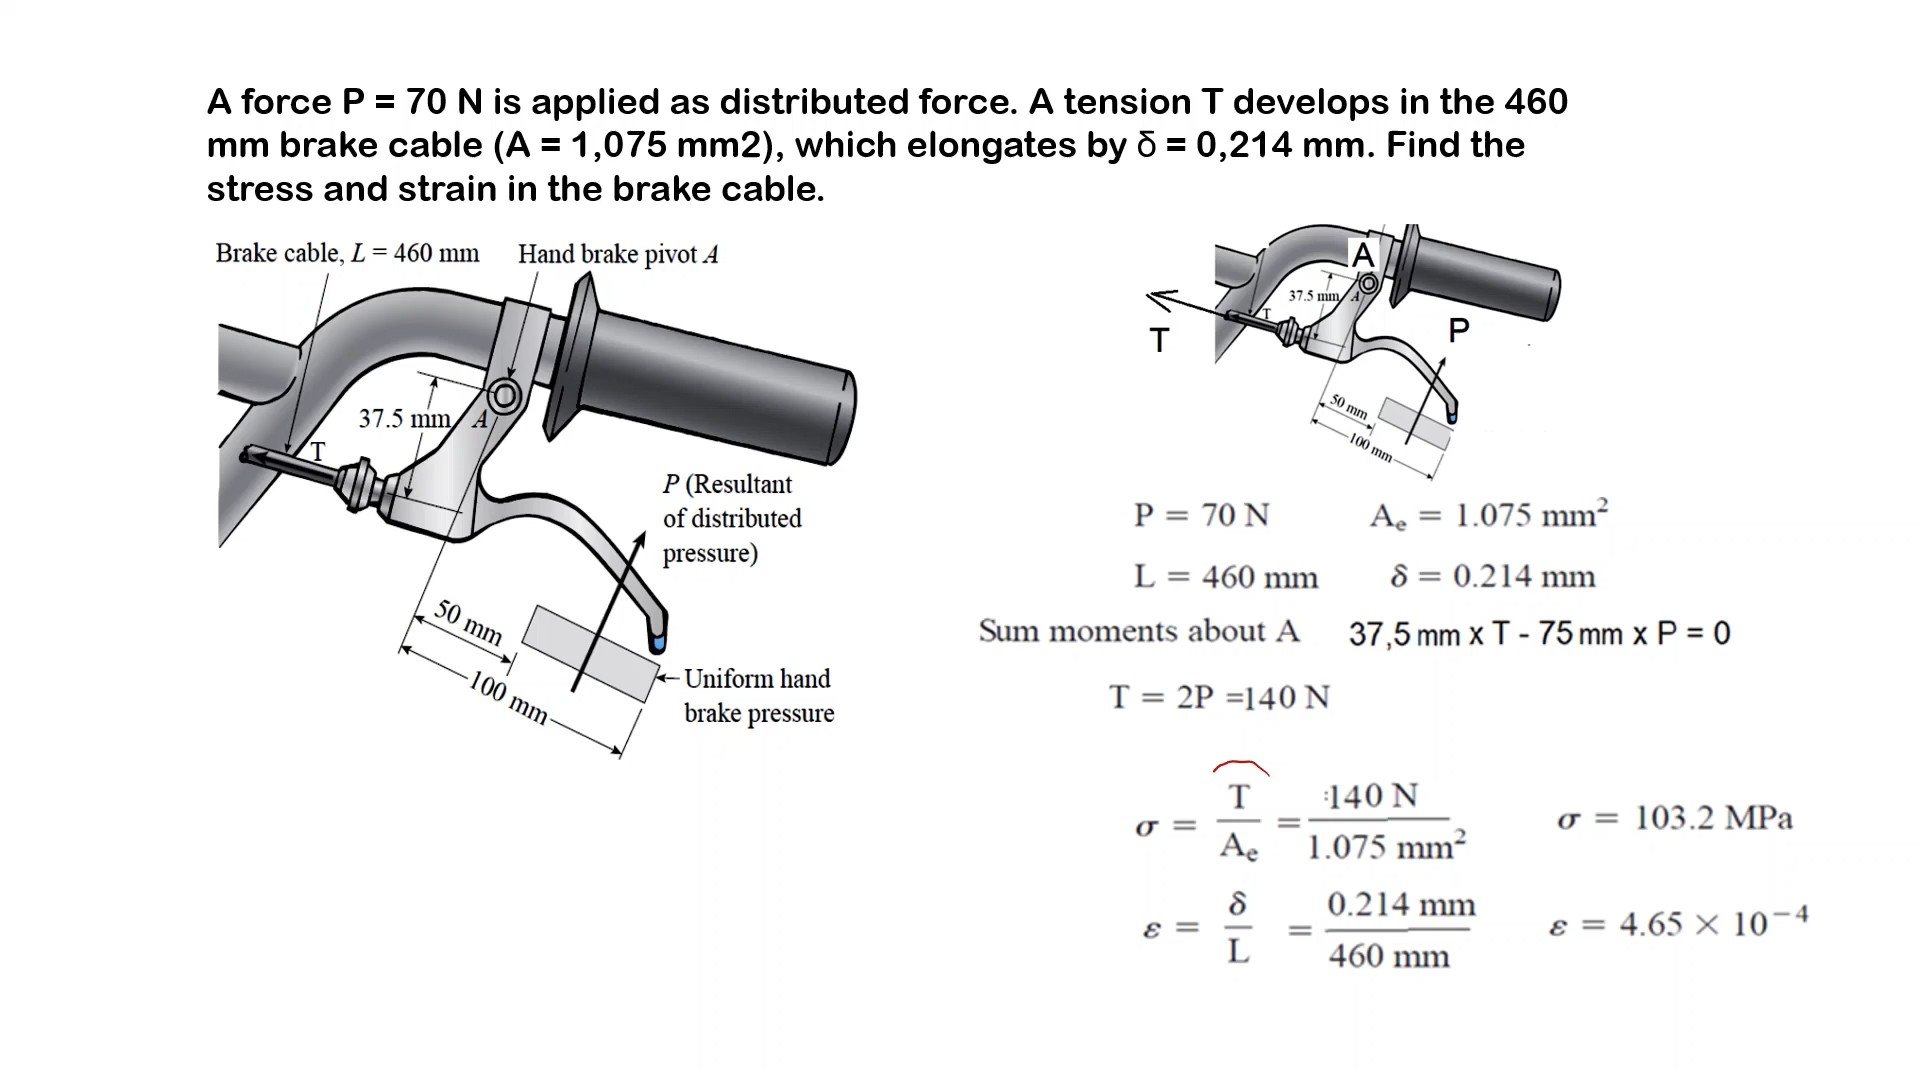 A force P = 70 N is applied as distributed force. A tension T develops in the 460
mm brake cable (A = 1,075 mm2), which elongates by δ = 0,214 mm. Find the
stress and strain in the brake cable.
Brake cable, L = 460 mm
Hand brake pivot A
37.5 mm
A
T
P (Resultant
of distributed
pressure)
50 mm
100 mm
Uniform hand
brake pressure
A
37.5 mm
A
T
T
P
50 mm
100 mm
P = 70 N
Aₑ = 1.075 mm²
L = 460 mm
δ = 0.214 mm
Sum moments about A
37,5 mm x T - 75 mm x P = 0
T = 2P =140 N
σ = T / Aₑ = :140 N / 1.075 mm²
σ = 103.2 MPa
ε = δ / L = 0.214 mm / 460 mm
ε = 4.65 × 10⁻⁴